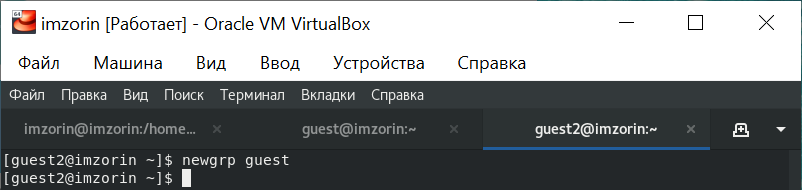 imzorin [Работает] - Oracle VM VirtualBox
Файл Машина Вид Ввод Устройства Справка
Файл Правка Вид Поиск Терминал Вкладки Справка
imzorin@imzorin:/home... guest@imzorin:~ guest2@imzorin:~
[guest2@imzorin ~]$ newgrp guest
[guest2@imzorin ~]$